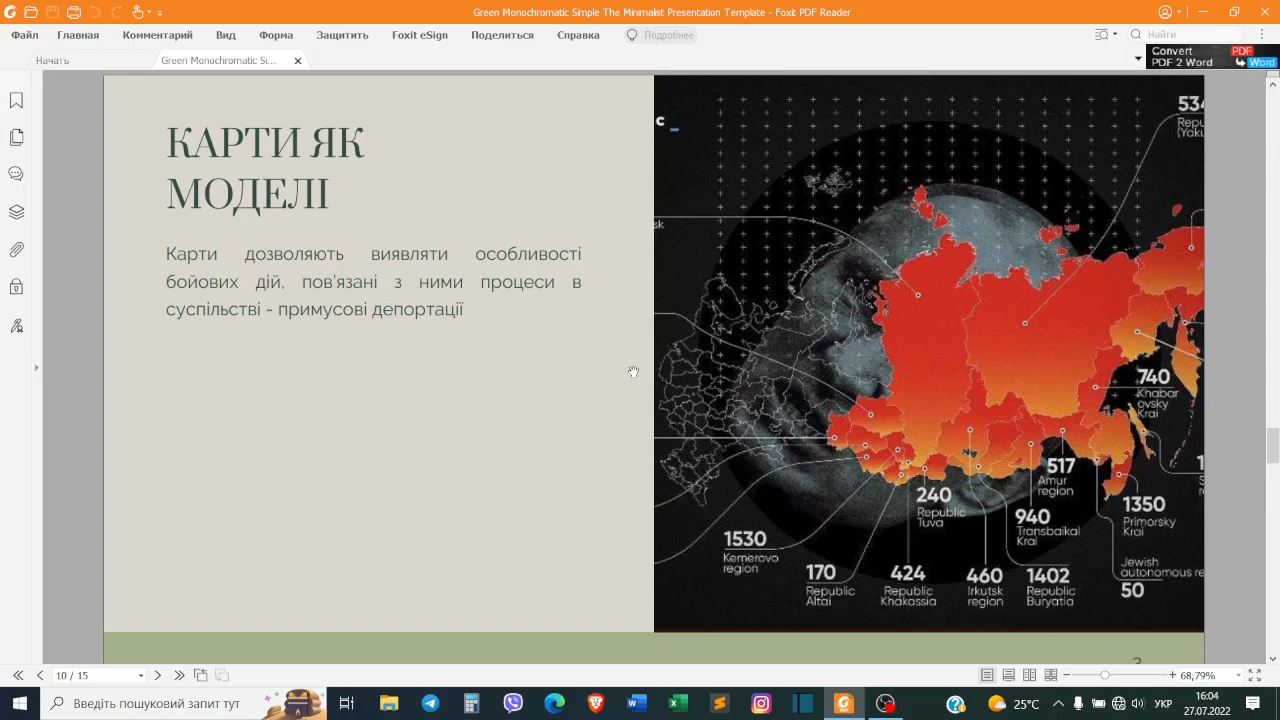 Green Monochromatic Simple The Minimalist Presentation Template - Foxit PDF Reader
Файл Главная Комментарий Вид Форма Защитить Foxit eSign Поделиться Справка Подробнее Найти
Начать Green Monochromatic Si...
Convert PDF
PDF 2 Word Word
КАРТИ ЯК
МОДЕЛІ
Карти дозволяють виявляти особливості
бойових дій, пов'язані з ними процеси в
суспільстві - примусові депортації
c _
sk
534
Repu
(Yaku
740
Khabar
ovsky
Krai
517
Amur
region
240
Republic
Tuva
940
Transbaikal
Krai
1350
Primorsky
Krai
1530
Kemerovo
region
170
Republic
Altai
424
Republic
Khakassia
460
Irkutsk
region
1402
Republic
Buryatia
Jewish
autonomous re
50
10 / 15
68,79%
Введіть пошуковий запит тут
25°C
УКР
16:04
27.07.2022